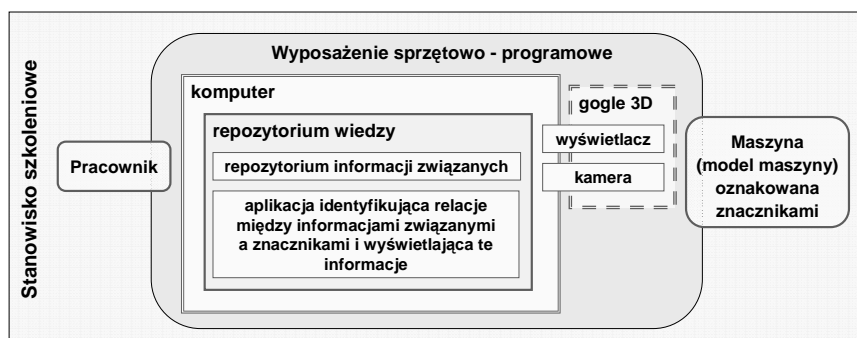 Stanowisko szkoleniowe
Wyposażenie sprzętowo - programowe
Pracownik
komputer
repozytorium wiedzy
repozytorium informacji związanych
aplikacja identyfikująca relacje
między informacjami związanymi
a znacznikami i wyświetlająca te
informacje
gogle 3D
wyświetlacz
kamera
Maszyna
(model maszyny)
oznakowana
znacznikami